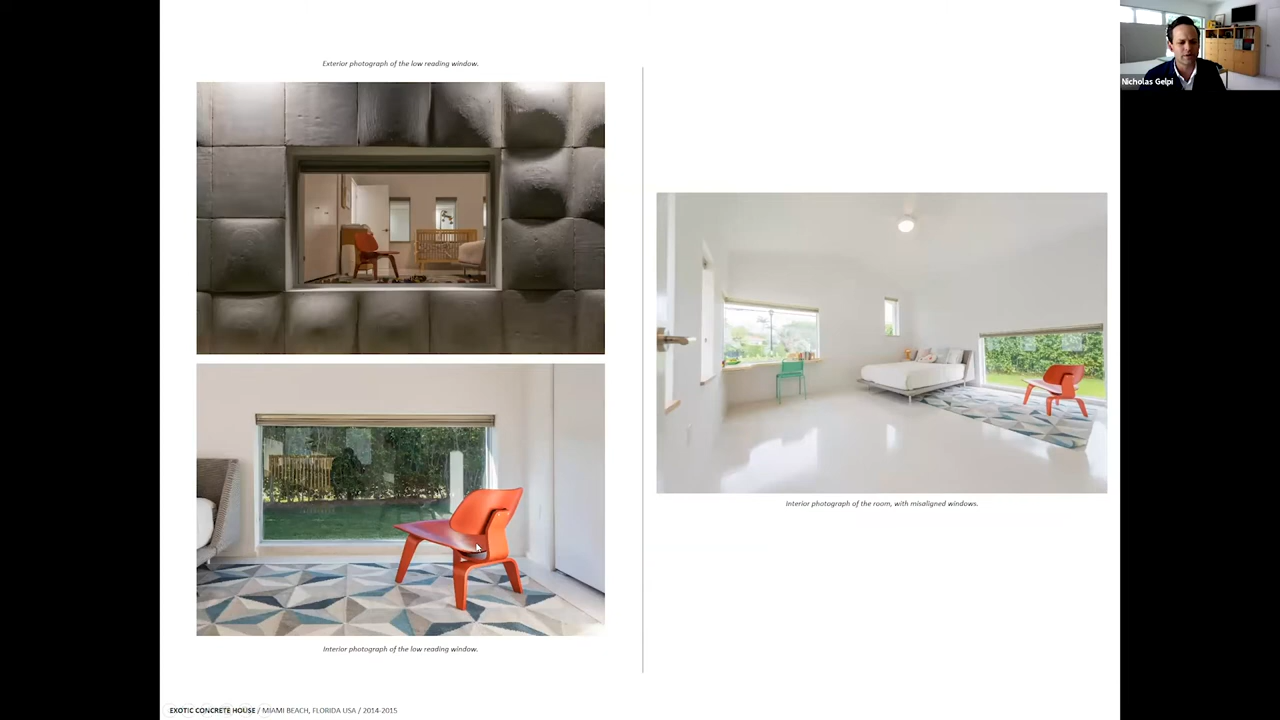 Exterior photograph of the low reading window.
Interior photograph of the low reading window.
Interior photograph of the room, with misaligned windows.
EXOTIC CONCRETE HOUSE / MIAMI BEACH, FLORIDA USA / 2014-2015
Nicholas Gelpi